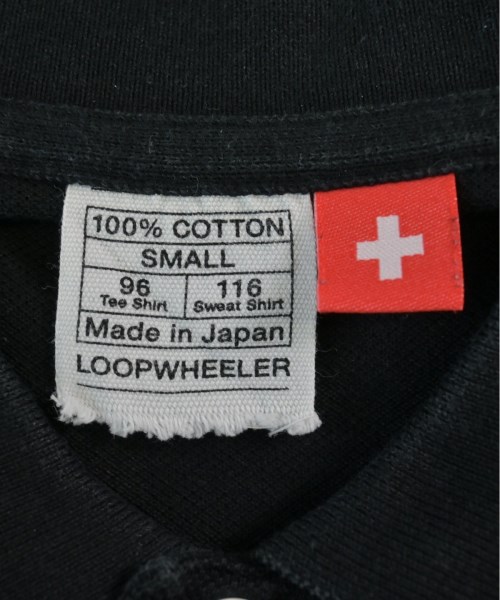 100% COTTON
SMALL
96 116
Tee Shirt Sweat Shirt
Made in Japan
LOOPWHEELER